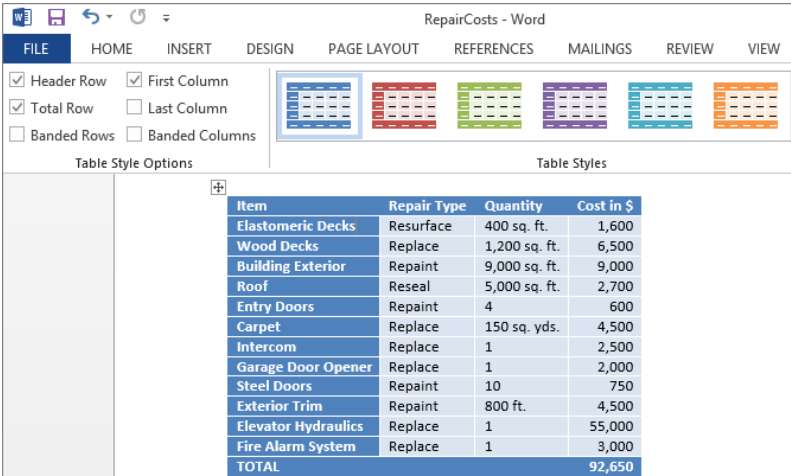 RepairCosts - Word
FILE HOME INSERT DESIGN PAGE LAYOUT REFERENCES MAILINGS REVIEW VIEW
Header Row First Column
Total Row Last Column
Banded Rows Banded Columns
Table Style Options Table Styles
Item Repair Type Quantity Cost in $
Elastomeric Decks Resurface 400 sq. ft. 1,600
Wood Decks Replace 1,200 sq. ft. 6,500
Building Exterior Repaint 9,000 sq. ft. 9,000
Roof Reseal 5,000 sq. ft. 2,700
Entry Doors Repaint 4 600
Carpet Replace 150 sq. yds. 4,500
Intercom Replace 1 2,500
Garage Door Opener Replace 1 2,000
Steel Doors Repaint 10 750
Exterior Trim Repaint 800 ft. 4,500
Elevator Hydraulics Replace 1 55,000
Fire Alarm System Replace 1 3,000
TOTAL 92,650